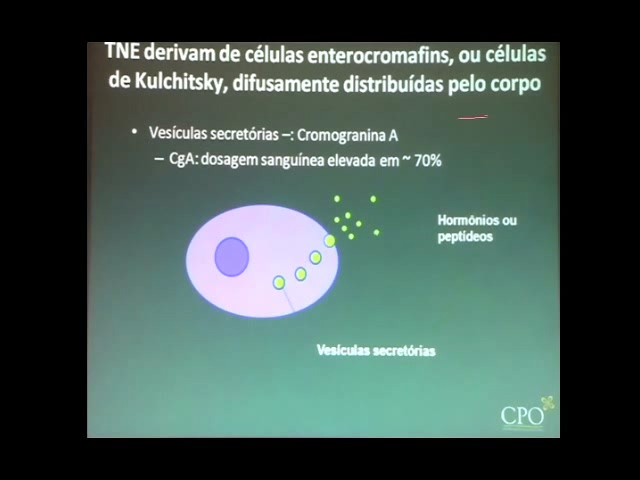 TNE derivam de células enterocromafins, ou células
de Kulchitsky, difusamente distribuídas pelo corpo
• Vesículas secretórias –: Cromogranina A
– CgA: dosagem sanguínea elevada em ~ 70%
Hormônios ou
peptídeos
Vesículas secretórias
CPO